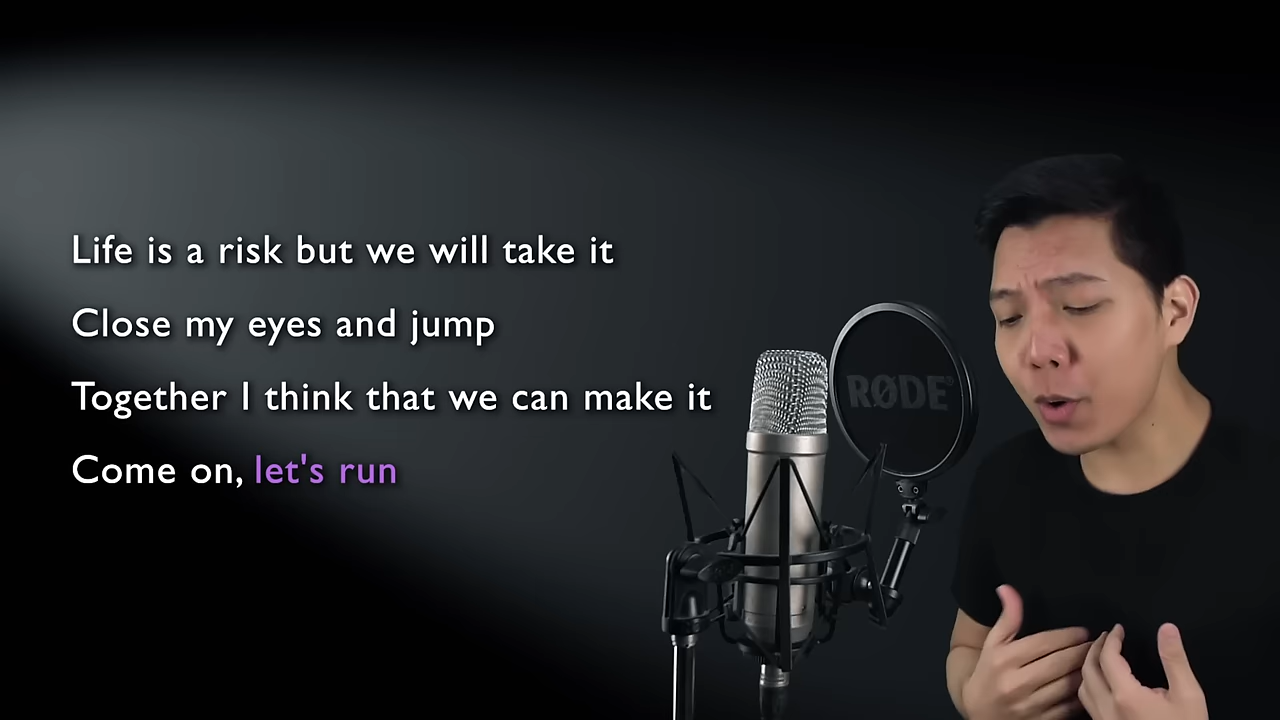 Life is a risk but we will take it
Close my eyes and jump
Together I think that we can make it
Come on, let's run
RØDE®